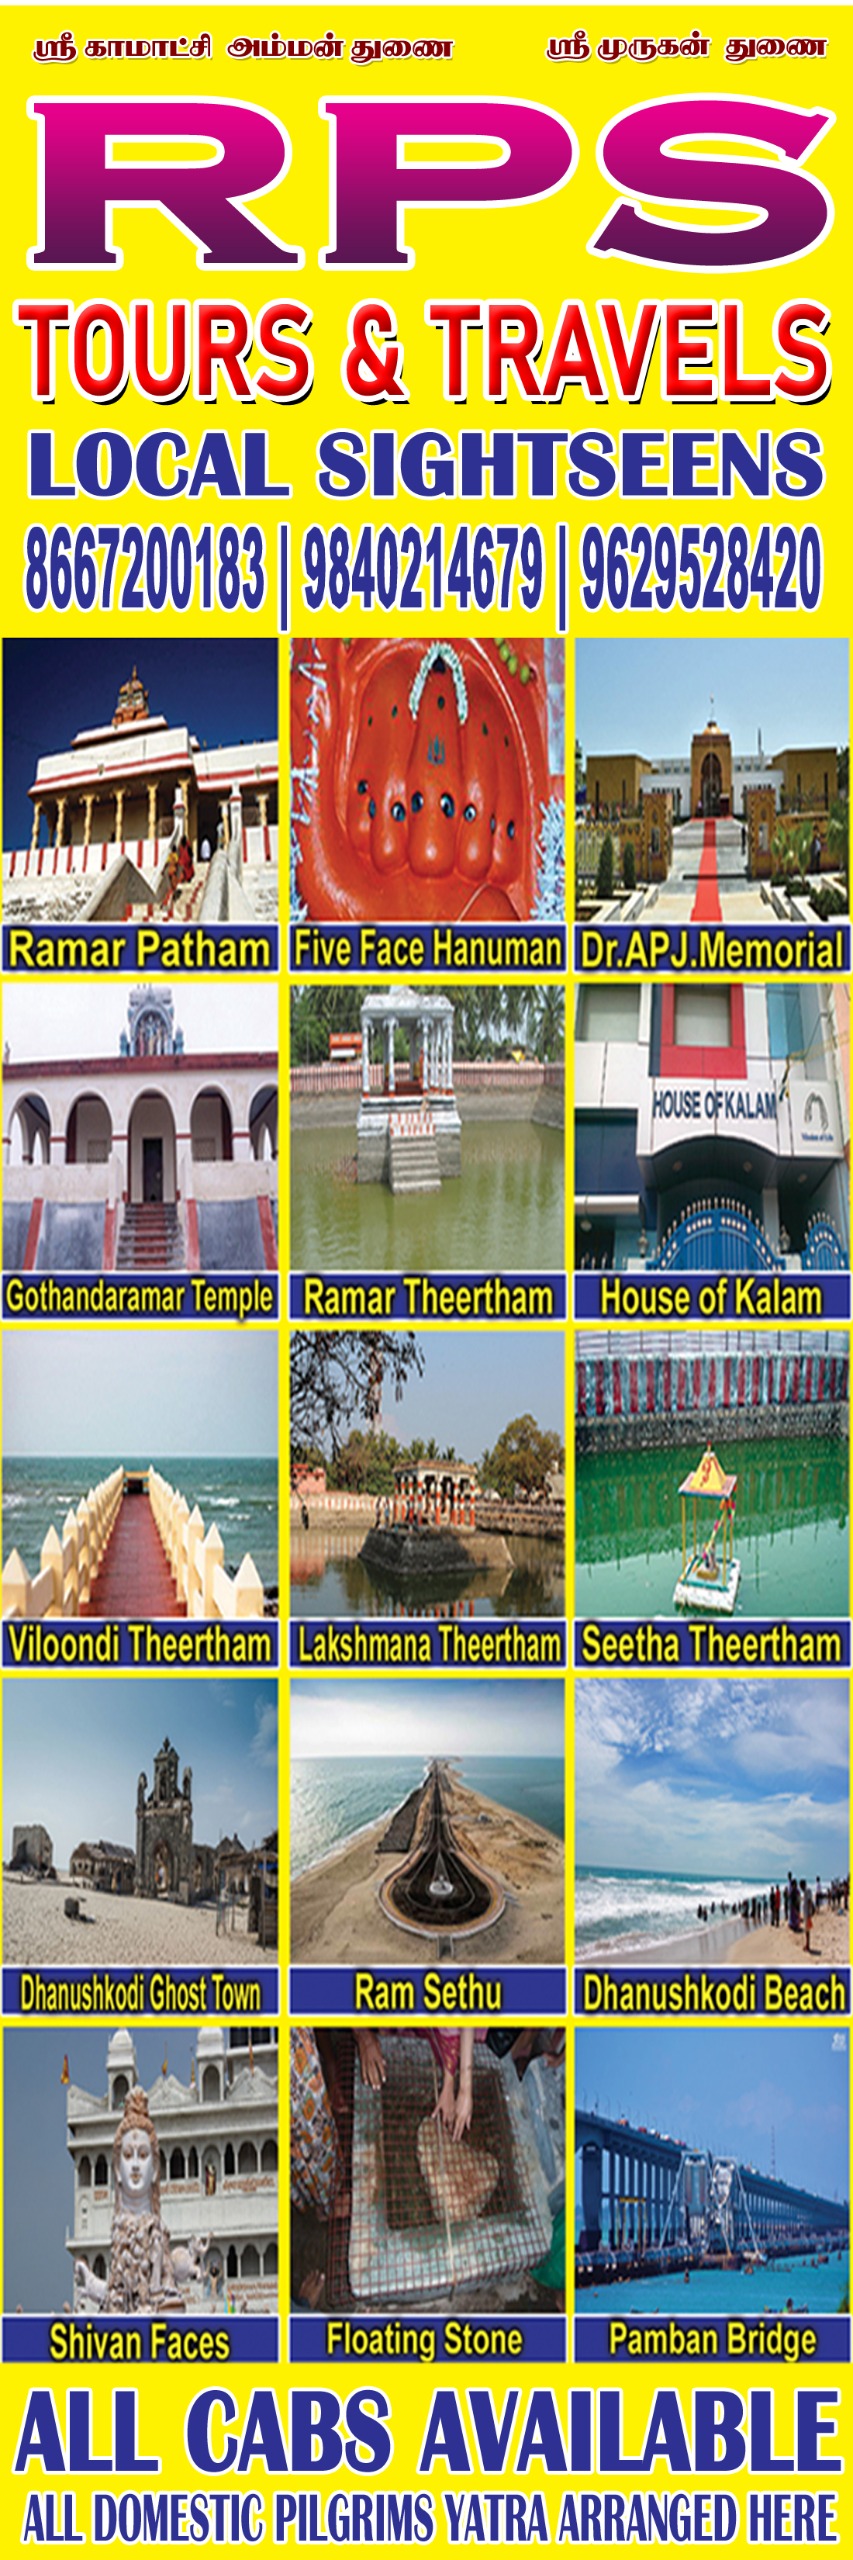 ஸ்ரீ காமாட்சி அம்மன் துணை ஸ்ரீ முருகன் துணை
RPS
TOURS & TRAVELS
LOCAL SIGHTSEENS
8667200183 | 9840214679 | 9629528420
Ramar Patham Five Face Hanuman Dr.APJ.Memorial
HOUSE OF KALAM
Gothandaramar Temple Ramar Theertham House of Kalam
Viloondi Theertham Lakshmana Theertham Seetha Theertham
Dhanushkodi Ghost Town Ram Sethu Dhanushkodi Beach
Shivan Faces Floating Stone Pamban Bridge
ALL CABS AVAILABLE
ALL DOMESTIC PILGRIMS YATRA ARRANGED HERE